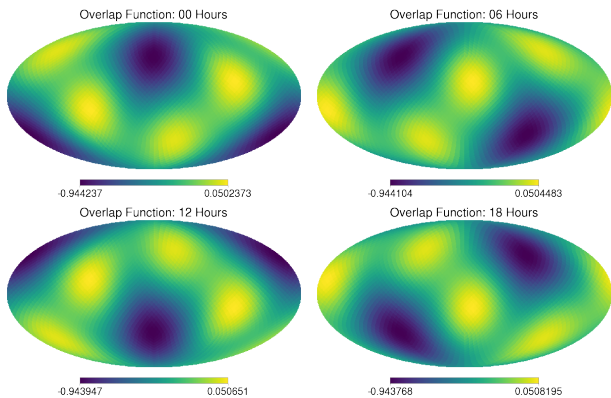 Overlap Function: 00 Hours
Overlap Function: 06 Hours
-0.944237 0.0502373
-0.944104 0.0504483
Overlap Function: 12 Hours
Overlap Function: 18 Hours
-0.943947 0.050651
-0.943768 0.0508195